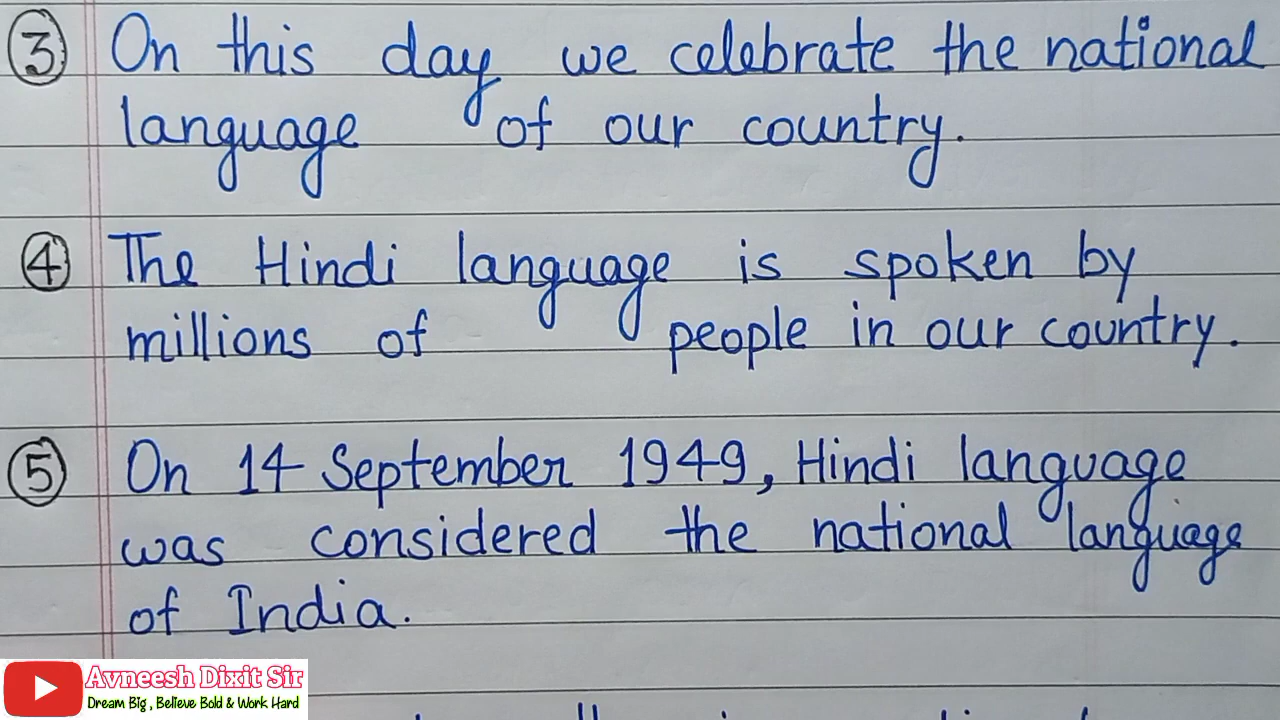 ③ On this day we celebrate the national
language of our country.
④ The Hindi language is spoken by
millions of people in our country.
⑤ On 14 September 1949, Hindi language
was considered the national language
of India.
Avneesh Dixit Sir
Dream Big, Believe Bold & Work Hard